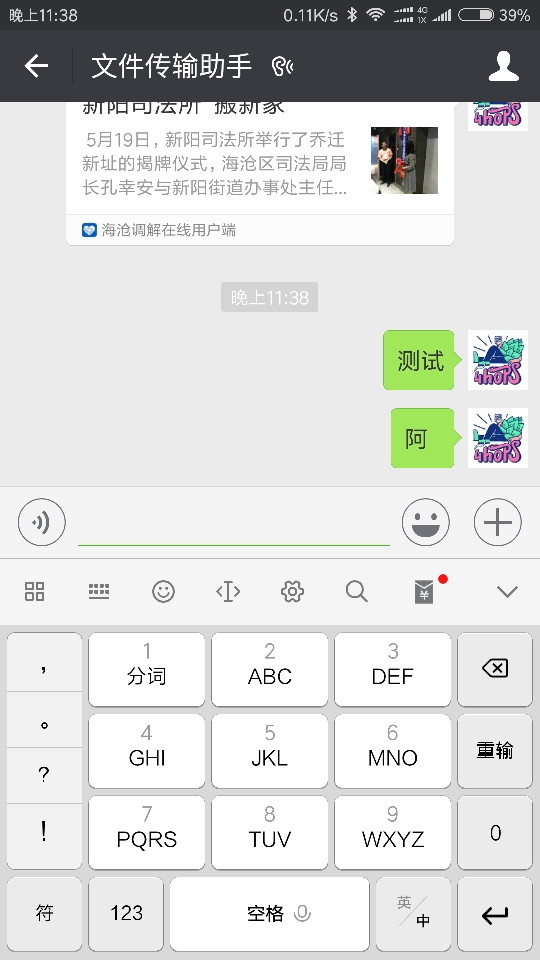 晚上11:38 0.11K/s 4G 1X 39%
文件传输助手
新阳司法所“搬新家”
5月19日，新阳司法所举行了乔迁
新址的揭牌仪式，海沧区司法局局
长孔幸安与新阳街道办事处主任...
海沧调解在线用户端
晚上11:38
测试
4HOPS
阿
4HOPS
¥
，
1
分词
2
ABC
3
DEF
。
4
GHI
5
JKL
6
MNO
重输
?
!
7
PQRS
8
TUV
9
WXYZ
0
符
123
空格
英/中